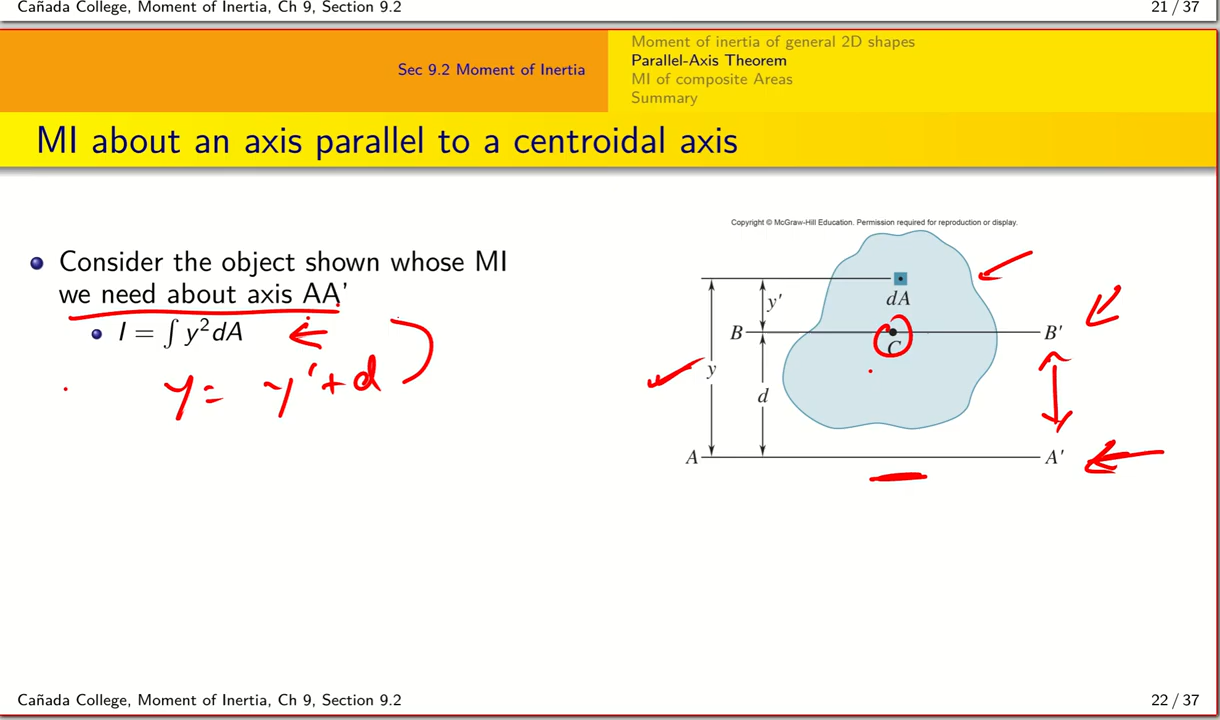 Cañada College, Moment of Inertia, Ch 9, Section 9.2 21 / 37
Sec 9.2 Moment of Inertia
Moment of inertia of general 2D shapes
Parallel-Axis Theorem
MI of composite Areas
Summary
MI about an axis parallel to a centroidal axis
Copyright © McGraw-Hill Education. Permission required for reproduction or display.
Consider the object shown whose MI
we need about axis AA'
I = ∫ y²dA
y = y' + d
dA
y'
B B'
C
y
d
A A'
Cañada College, Moment of Inertia, Ch 9, Section 9.2 22 / 37